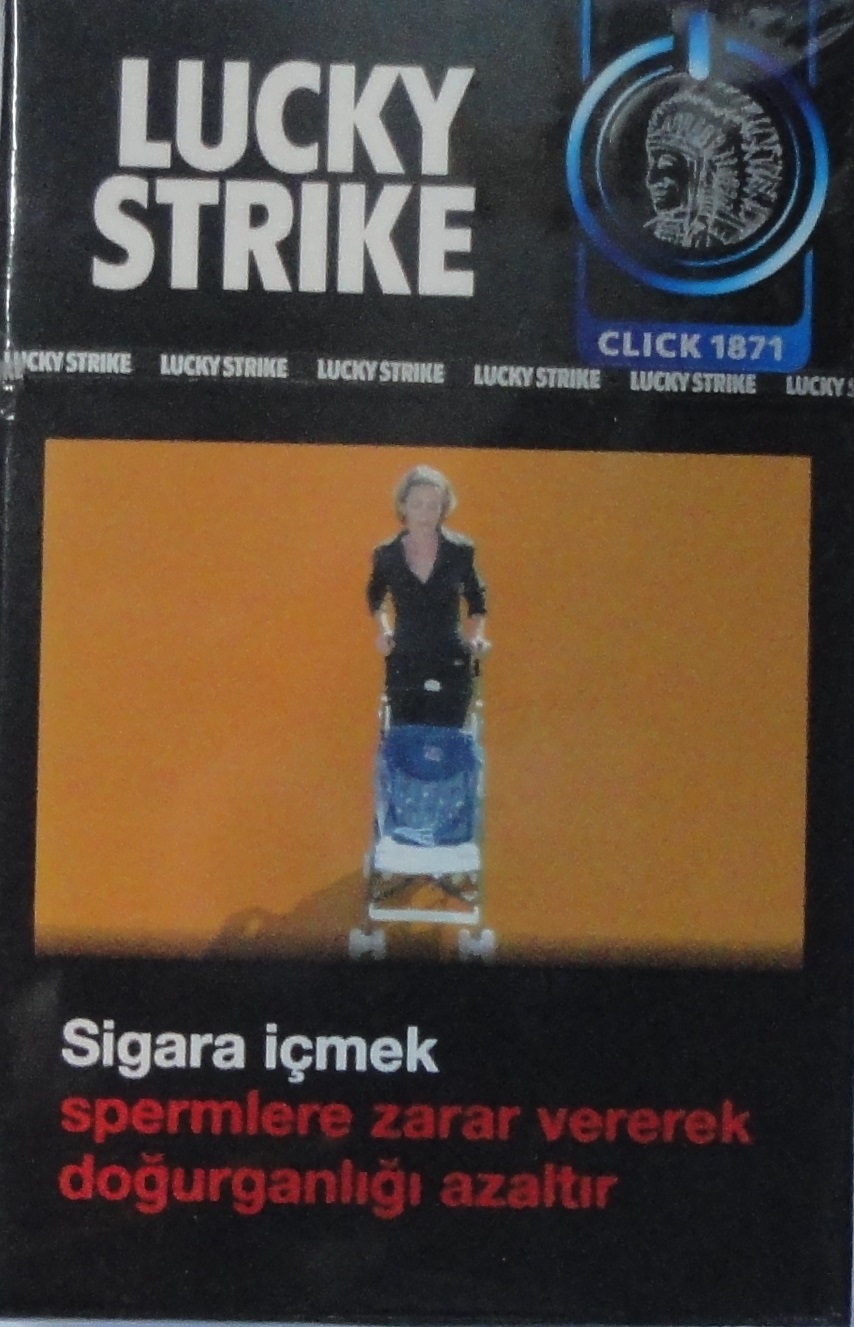 LUCKY
STRIKE
CLICK 1871
LUCKY STRIKE LUCKY STRIKE LUCKY STRIKE LUCKY STRIKE LUCKY STRIKE LUCKY S
Sigara içmek
spermlere zarar vererek
doğurganlığı azaltır